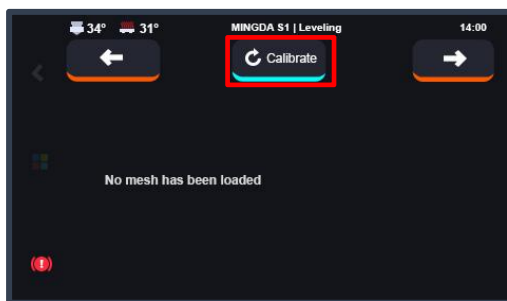 34° 31° MINGDA S1 | Leveling 14:00
Calibrate
No mesh has been loaded